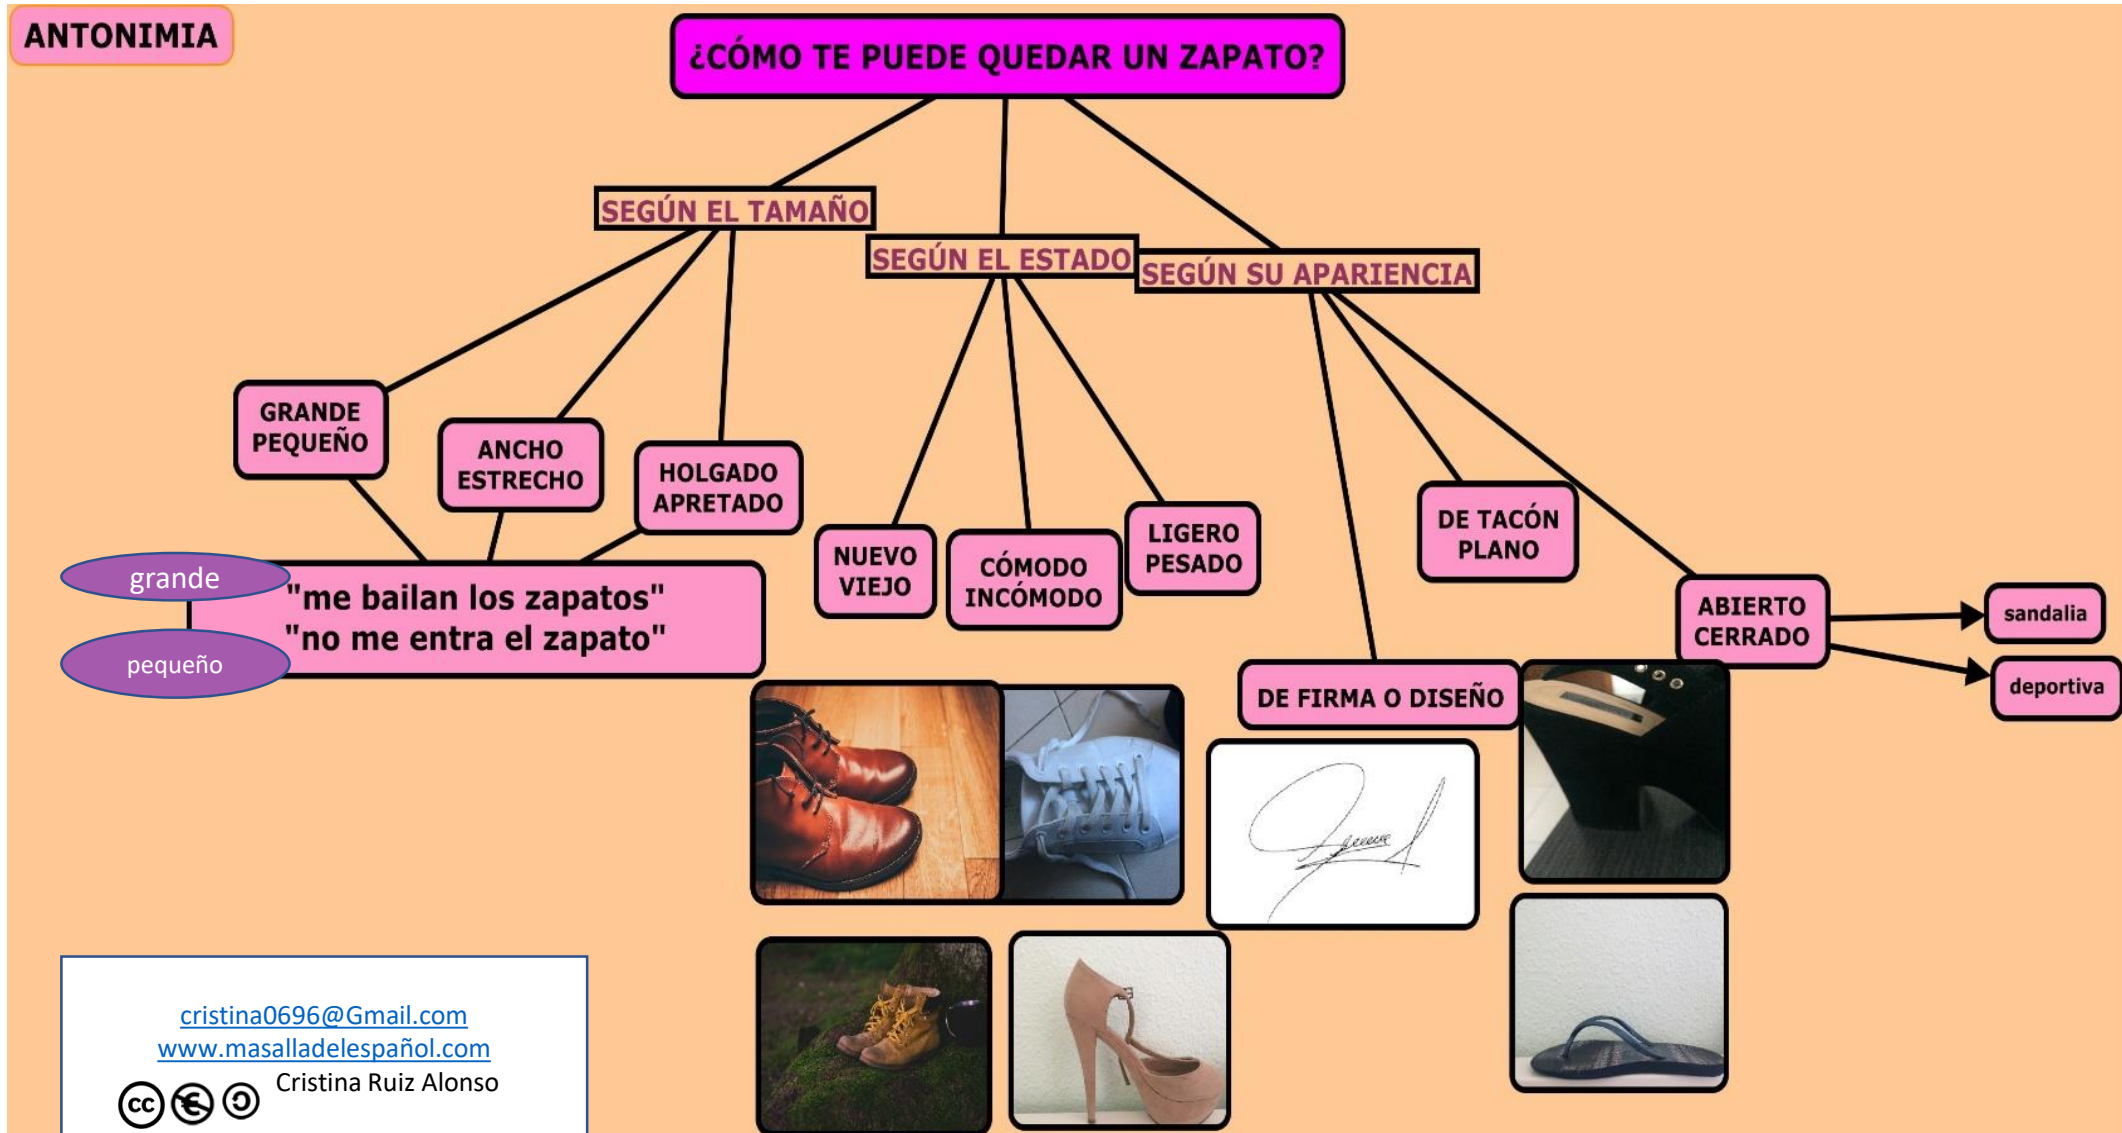 ANTONIMIA
¿CÓMO TE PUEDE QUEDAR UN ZAPATO?
SEGÚN EL TAMAÑO
SEGÚN EL ESTADO
SEGÚN SU APARIENCIA
GRANDE
PEQUEÑO
ANCHO
ESTRECHO
HOLGADO
APRETADO
NUEVO
VIEJO
CÓMODO
INCÓMODO
LIGERO
PESADO
DE TACÓN
PLANO
ABIERTO
CERRADO
sandalia
deportiva
grande
pequeño
"me bailan los zapatos"
"no me entra el zapato"
DE FIRMA O DISEÑO
cristina0696@Gmail.com
www.masalladelespañol.com
Cristina Ruiz Alonso
cc